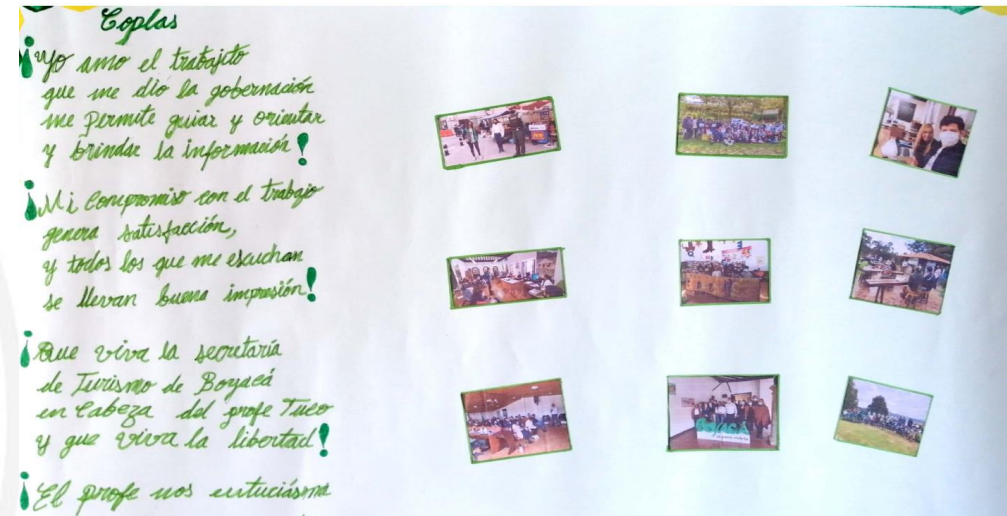 Coplas
¡Yo amo el trabajito
que me dio la gobernación
me permite guiar y orientar
y brindar la información!
¡Mi compromiso con el trabajo
genera satisfacción,
y todos los que me escuchan
se llevan buena impresión!
¡Que viva la secretaría
de Turismo de Boyacá
en Cabeza del profe Tuco
y que viva la libertad!
¡El profe nos entuciásma
BOYACÁ